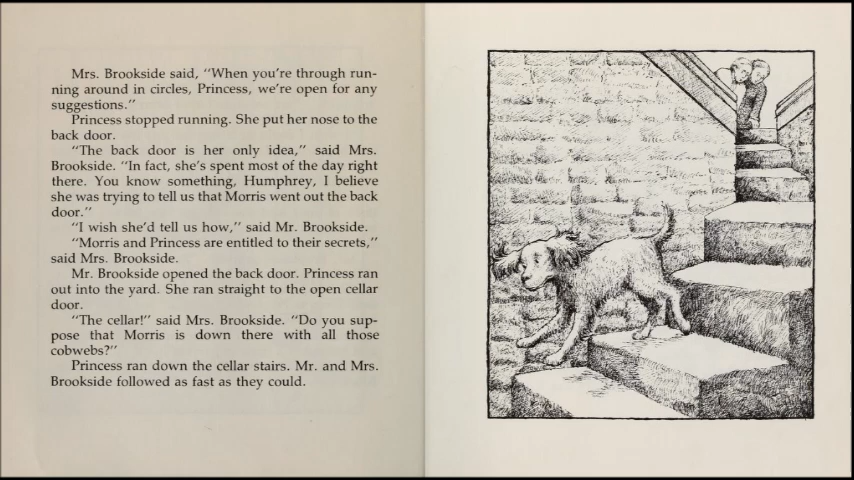 Mrs. Brookside said, "When you're through run-
ning around in circles, Princess, we're open for any
suggestions."
Princess stopped running. She put her nose to the
back door.
"The back door is her only idea," said Mrs.
Brookside. "In fact, she's spent most of the day right
there. You know something, Humphrey, I believe
she was trying to tell us that Morris went out the back
door."
"I wish she'd tell us how," said Mr. Brookside.
"Morris and Princess are entitled to their secrets,"
said Mrs. Brookside.
Mr. Brookside opened the back door. Princess ran
out into the yard. She ran straight to the open cellar
door.
"The cellar!" said Mrs. Brookside. "Do you sup-
pose that Morris is down there with all those
cobwebs?"
Princess ran down the cellar stairs. Mr. and Mrs.
Brookside followed as fast as they could.